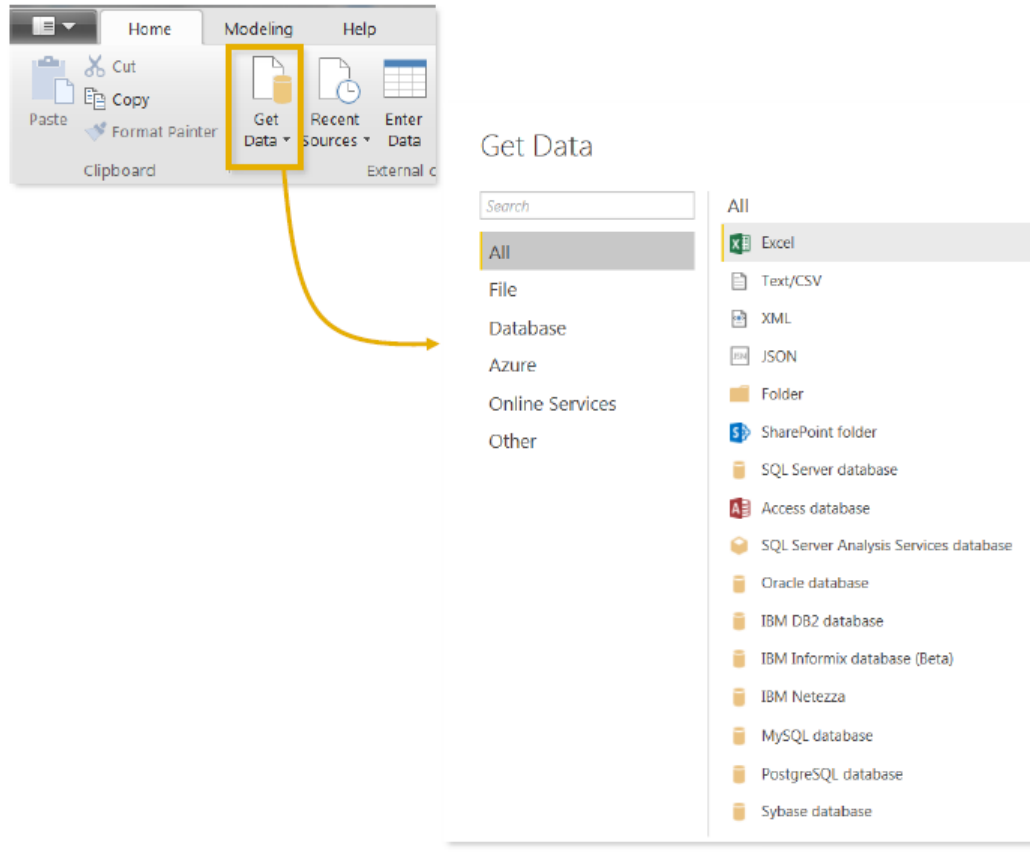 Home Modeling Help
Cut
Copy
Paste
Format Painter
Get Data
Recent Sources
Enter Data
Clipboard
External
Get Data
Search
All
File
Database
Azure
Online Services
Other
All
Excel
Text/CSV
XML
JSON
Folder
SharePoint folder
SQL Server database
Access database
SQL Server Analysis Services database
Oracle database
IBM DB2 database
IBM Informix database (Beta)
IBM Netezza
MySQL database
PostgreSQL database
Sybase database